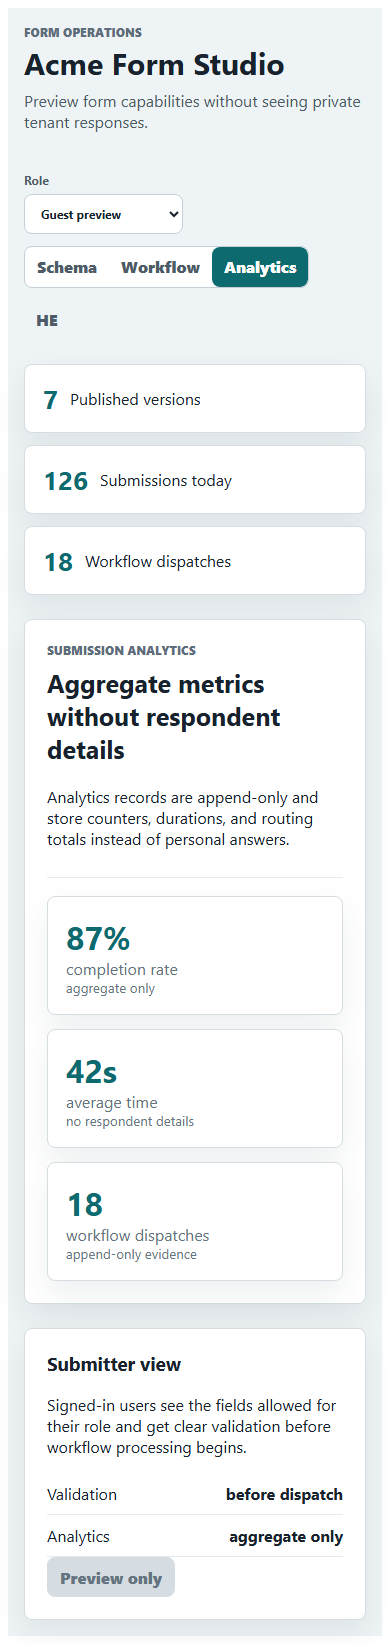 FORM OPERATIONS
Acme Form Studio
Preview form capabilities without seeing private
tenant responses.
Role
Guest preview
Schema Workflow Analytics
HE
7 Published versions
126 Submissions today
18 Workflow dispatches
SUBMISSION ANALYTICS
Aggregate metrics
without respondent
details
Analytics records are append-only and
store counters, durations, and routing
totals instead of personal answers.
87%
completion rate
aggregate only
42s
average time
no respondent details
18
workflow dispatches
append-only evidence
Submitter view
Signed-in users see the fields allowed for
their role and get clear validation before
workflow processing begins.
Validation before dispatch
Analytics aggregate only
Preview only